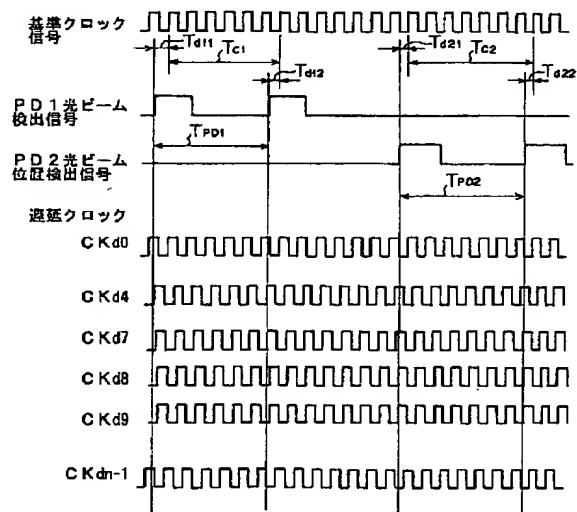 基準クロック
信号
Td11
Tc1
Td12
Td21
Tc2
Td22
PD1光ビーム
検出信号
TPD1
PD2光ビーム
位置検出信号
TPD2
遅延クロック
CKd0
CKd4
CKd7
CKd8
CKd9
CKdn-1